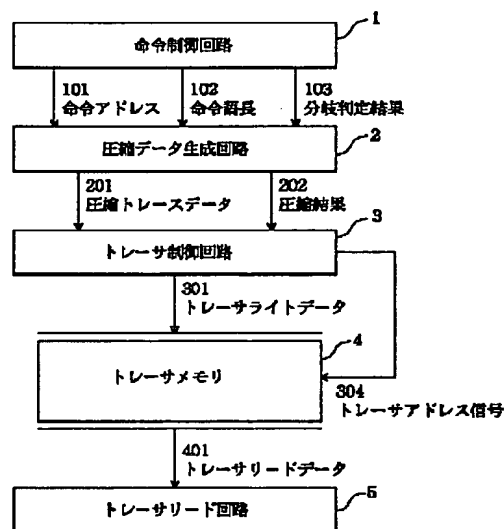 1
命令制御回路
101
命令アドレス
102
命令語長
103
分岐判定結果
2
圧縮データ生成回路
201
圧縮トレースデータ
202
圧縮結果
3
トレーサ制御回路
301
トレーサライトデータ
4
トレーサメモリ
304
トレーサアドレス信号
401
トレーサリードデータ
5
トレーサリード回路